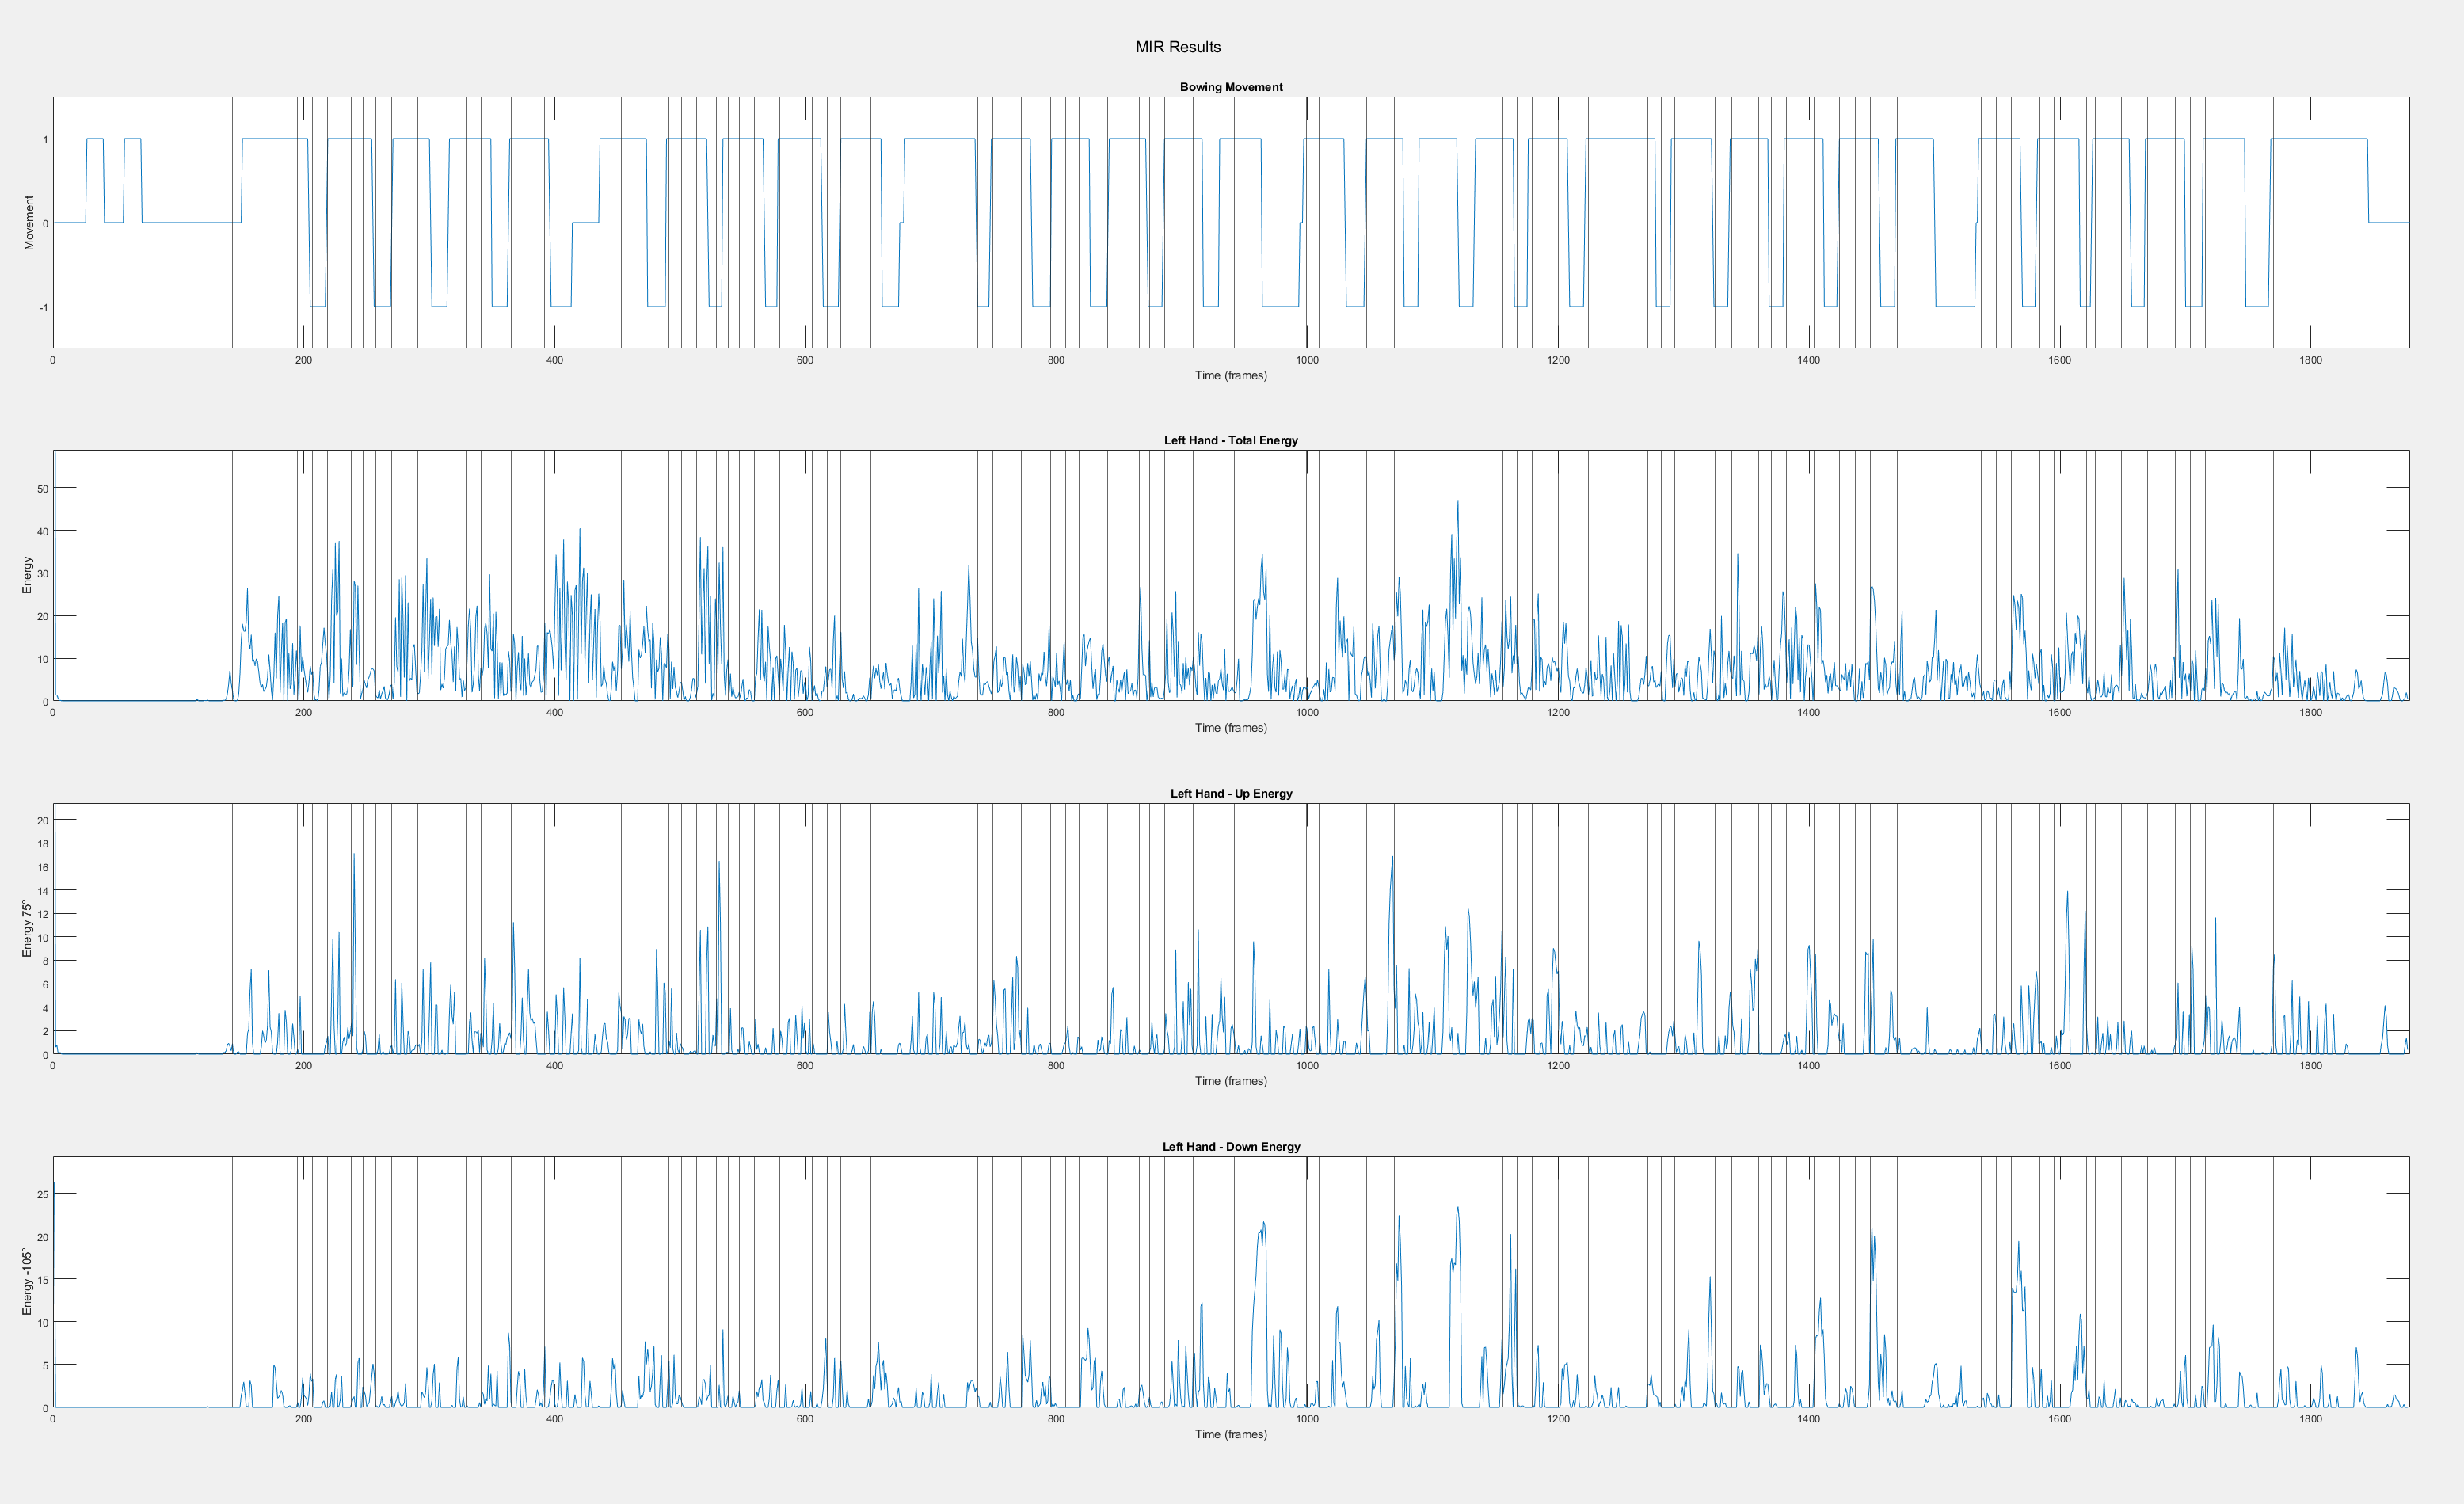 MIR Results
Bowing Movement
1
0
-1
Movement
0 200 400 600 800 1000 1200 1400 1600 1800
Time (frames)
Left Hand - Total Energy
50
40
30
20
10
0
Energy
0 200 400 600 800 1000 1200 1400 1600 1800
Time (frames)
Left Hand - Up Energy
20
18
16
14
12
10
8
6
4
2
0
Energy 75°
0 200 400 600 800 1000 1200 1400 1600 1800
Time (frames)
Left Hand - Down Energy
25
20
15
10
5
0
Energy -105°
0 200 400 600 800 1000 1200 1400 1600 1800
Time (frames)